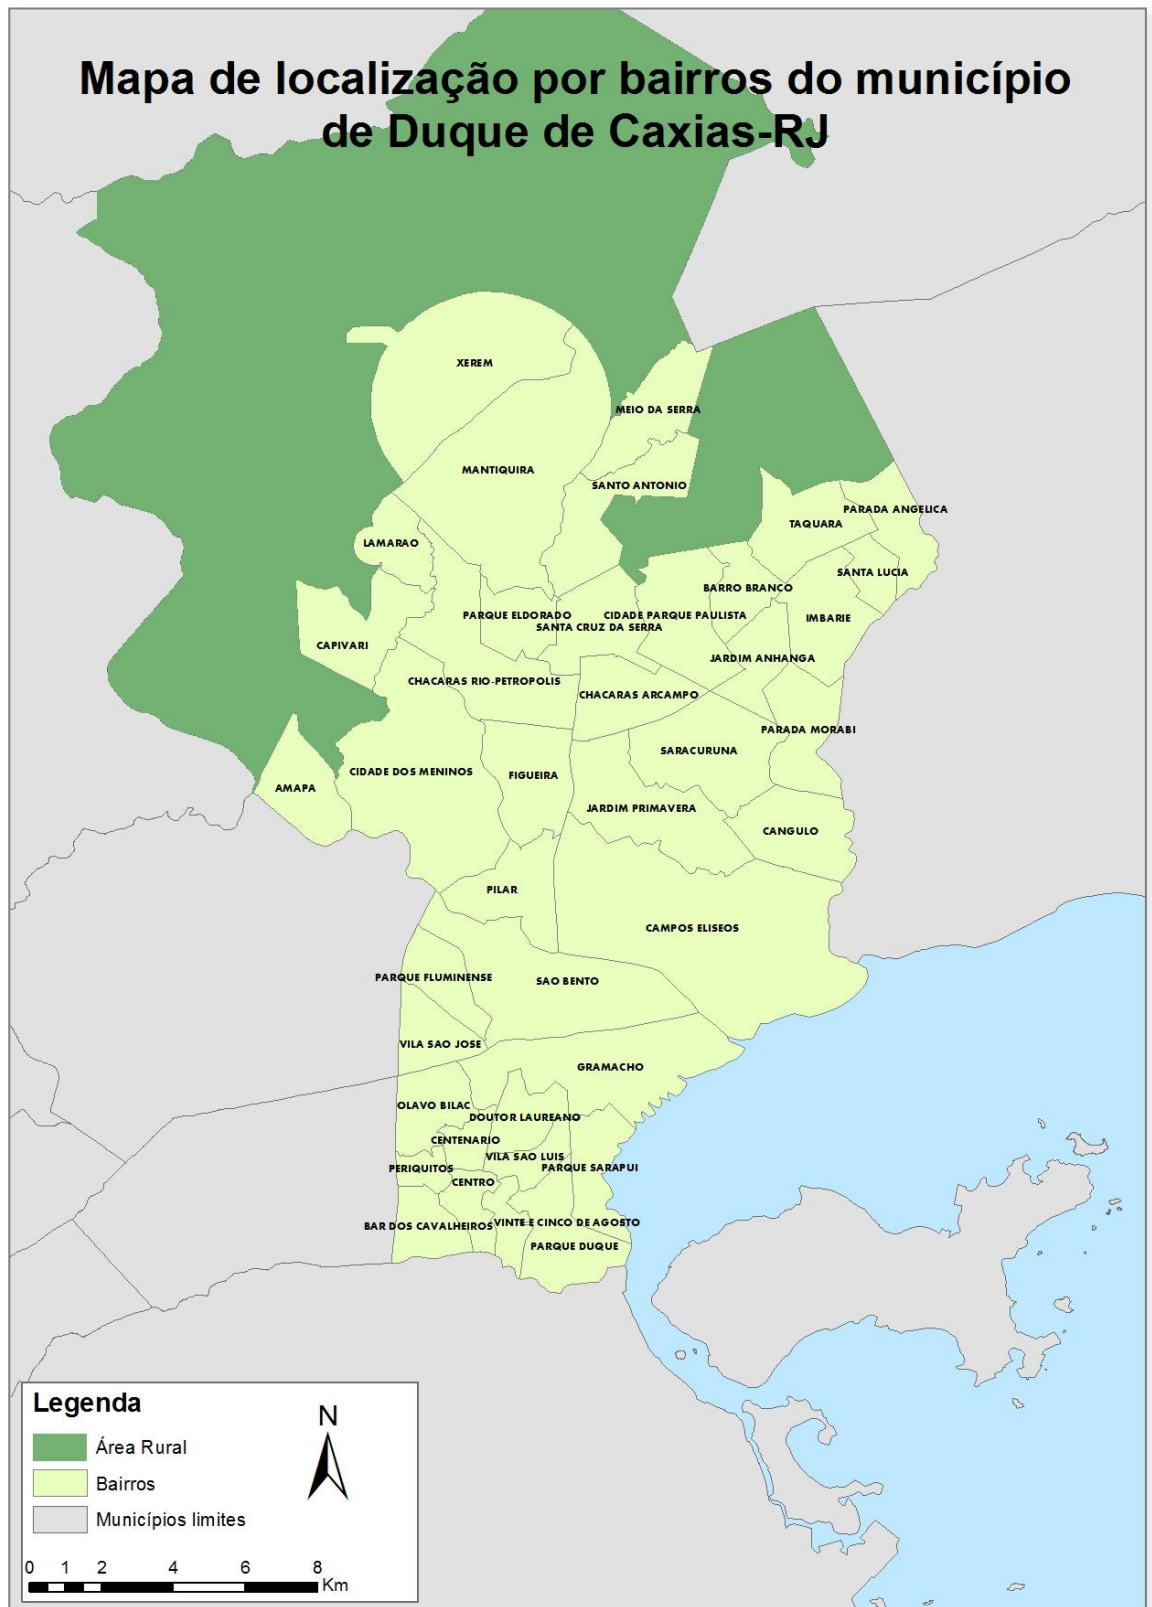 Mapa de localização por bairros do município
de Duque de Caxias-RJ
XEREM
MEIO DA SERRA
MANTIQUIRA
SANTO ANTONIO
PARADA ANGELICA
TAQUARA
LAMARAO
SANTA LUCIA
BARRO BRANCO
PARQUE ELDORADO
CIDADE PARQUE PAULISTA
IMBARIE
SANTA CRUZ DA SERRA
CAPIVARI
JARDIM ANHANGA
CHACARAS RIO-PETROPOLIS
CHACARAS ARCAMPO
PARADA MORABI
SARACURUNA
CIDADE DOS MENINOS
FIGUEIRA
AMAPA
JARDIM PRIMAVERA
CANGULO
PILAR
CAMPOS ELISEOS
PARQUE FLUMINENSE
SAO BENTO
VILA SAO JOSE
GRAMACHO
OLAVO BILAC
DOUTOR LAUREANO
CENTENARIO
VILA SAO LUIS
PERIQUITOS
PARQUE SARAPUI
CENTRO
BAR DOS CAVALHEIROS
VINTE E CINCO DE AGOSTO
PARQUE DUQUE
Legenda
N
Área Rural
Bairros
Municípios limites
0 1 2 4 6 8
Km